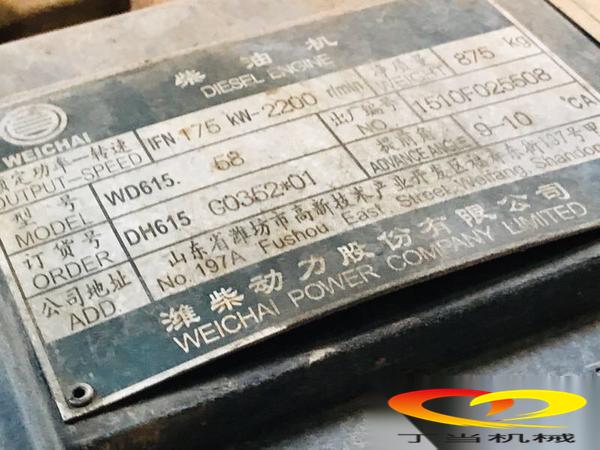 柴油机
DIESEL ENGINE
WEICHAI
额定功率—转速 IFN 175 KW-2200 r/min 净质量 875 kg
OUTPUT-SPEED WEIGHT
型号 WD615. 68 出厂编号 1510F025508
MODEL NO.
订货号 DH615 G0352*01 提前角 9-10 °CA
ORDER ADVANCE ANGLE
公司地址 山东省潍坊市高新技术产业开发区福寿东街197号甲
ADD No.197A Fushou East Street, Weifang, Shandong
潍柴动力股份有限公司
WEICHAI POWER COMPANY LIMITED
丁当机械